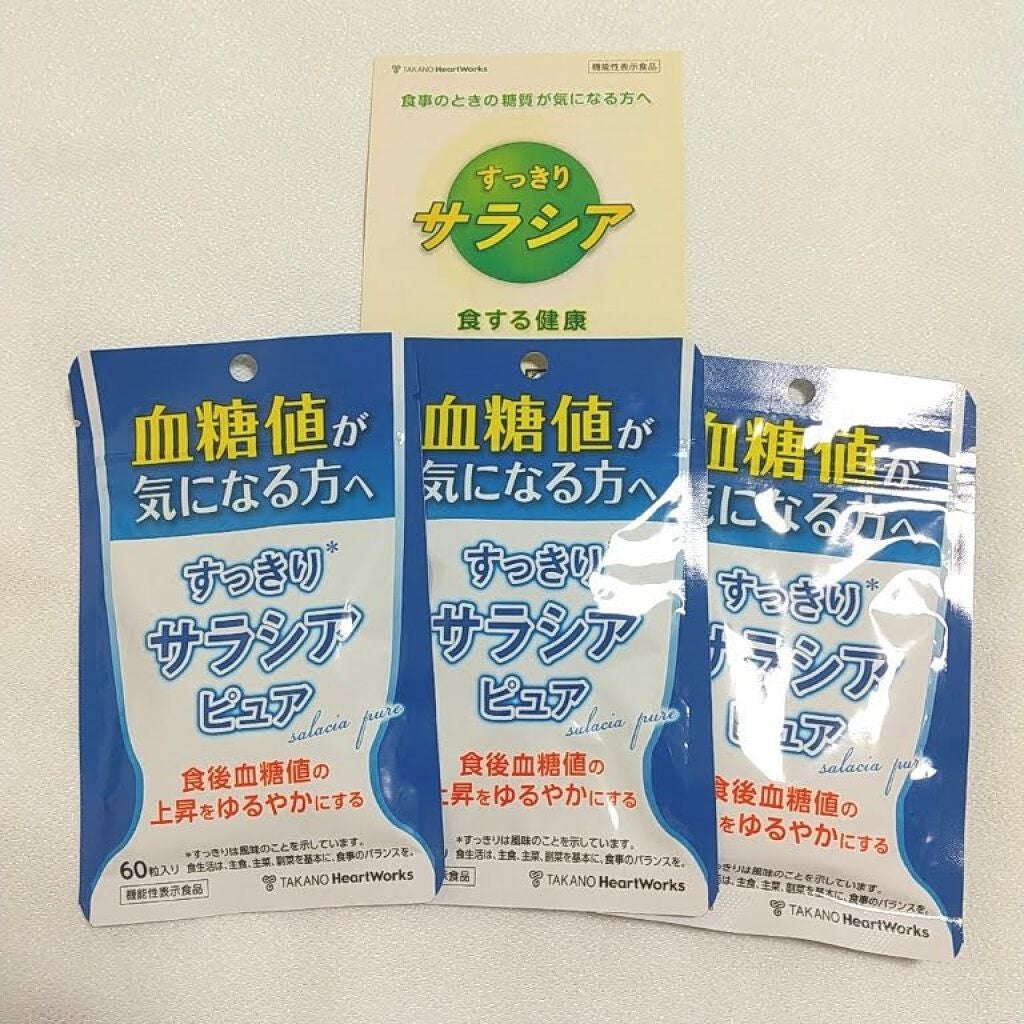 TAKANO HeartWorks
機能性表示食品
食事のときの糖質が気になる方へ
すっきり
サラシア
食する健康
血糖値が
気になる方へ
すっきり*
サラシア
ピュア
salacia pure
食後血糖値の
上昇をゆるやかにする
*すっきりは風味のことを示しています。
60粒入り 食生活は、主食、主菜、副菜を基本に、食事のバランスを。
機能性表示食品
TAKANO HeartWorks
血糖値が
気になる方へ
すっきり
サラシア
ピュア
salacia pure
食後血糖値の
上昇をゆるやかにする
*すっきりは風味のことを示しています。
り 食生活は、主食、主菜、副菜を基本に、食事のバランスを。
示食品
TAKANO HeartWorks
血糖値が
気になる方へ
すっきり*
サラシア
ピュア
salacia pure
食後血糖値の
をゆるやかにする
っきりは風味のことを示しています。
は、主食、主菜、副菜を基本に、食事のバランスを。
TAKANO HeartWorks